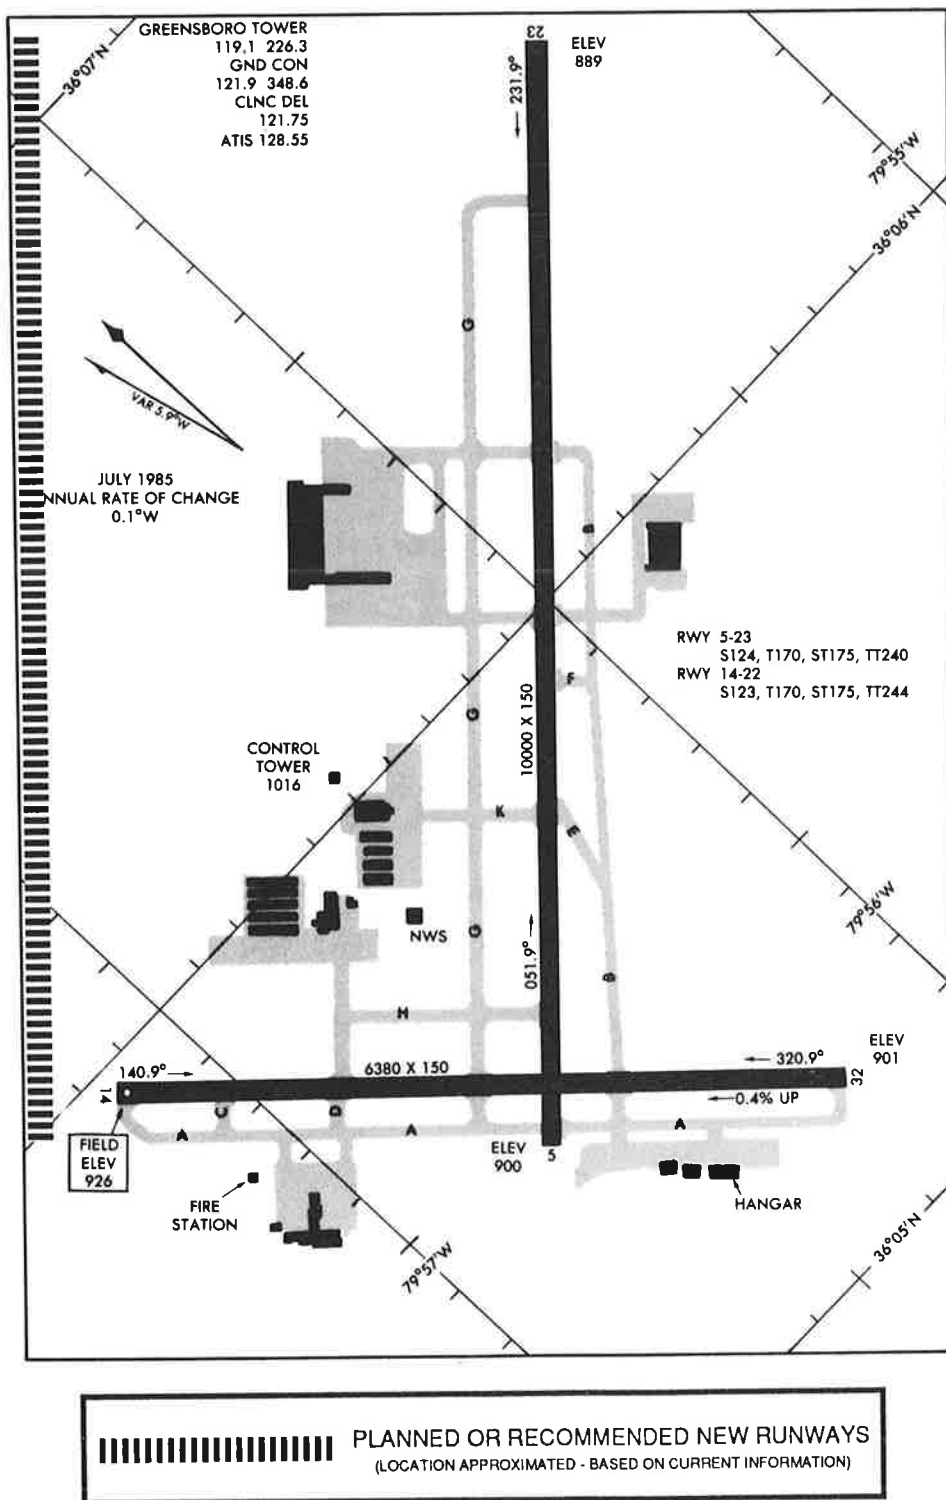 GREENSBORO TOWER
119.1 226.3
GND CON
121.9 348.6
CLNC DEL
121.75
ATIS 128.55
36°07'N
23
ELEV
889
231.9°
79°55'W
36°06'N
G
VAR 5.9°W
JULY 1985
NNUAL RATE OF CHANGE
0.1°W
B
RWY 5-23
S124, T170, ST175, TT240
RWY 14-22
S123, T170, ST175, TT244
F
G
10000 X 150
CONTROL
TOWER
1016
K
E
79°56'W
NWS
G
051.9°
B
H
ELEV
901
140.9°
6380 X 150
320.9°
14
32
0.4% UP
C
D
A
A
A
FIELD
ELEV
926
ELEV
900
5
FIRE
STATION
HANGAR
79°57'W
36°05'N
PLANNED OR RECOMMENDED NEW RUNWAYS
(LOCATION APPROXIMATED - BASED ON CURRENT INFORMATION)